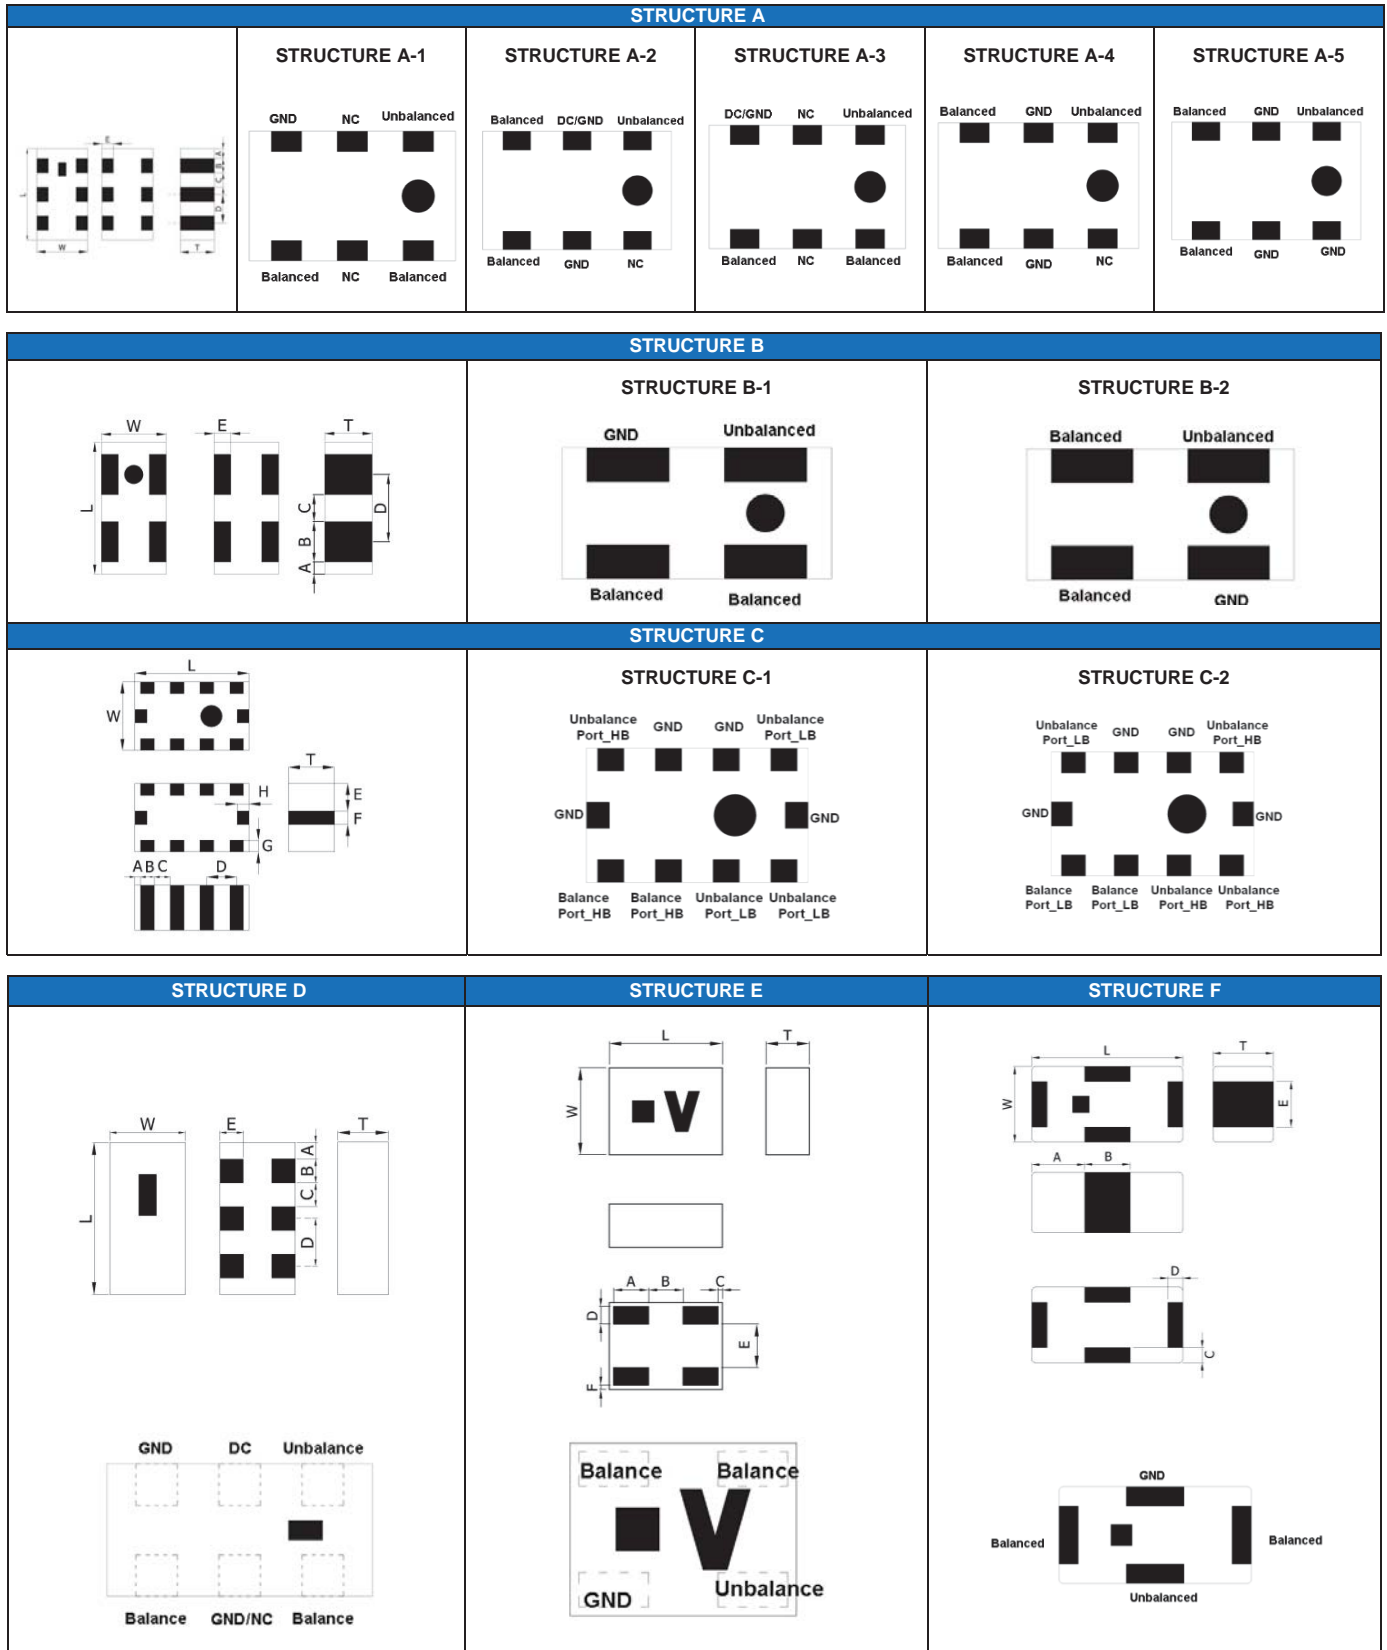 STRUCTURE A
STRUCTURE A-1
STRUCTURE A-2
STRUCTURE A-3
STRUCTURE A-4
STRUCTURE A-5
E
A
B
C
D
L
W
T
GND NC Unbalanced
Balanced NC Balanced
Balanced DC/GND Unbalanced
Balanced GND NC
DC/GND NC Unbalanced
Balanced NC Balanced
Balanced GND Unbalanced
Balanced GND NC
Balanced GND Unbalanced
Balanced GND GND
STRUCTURE B
STRUCTURE B-1
STRUCTURE B-2
W E T
L
C
D
B
A
GND Unbalanced
Balanced Balanced
Balanced Unbalanced
Balanced GND
STRUCTURE C
STRUCTURE C-1
STRUCTURE C-2
L
W
T
H
E
F
G
A B C D
Unbalance GND GND Unbalance
Port_HB Port_LB
GND GND
Balance Balance Unbalance Unbalance
Port_HB Port_HB Port_LB Port_LB
Unbalance GND GND Unbalance
Port_LB Port_HB
GND GND
Balance Balance Unbalance Unbalance
Port_LB Port_LB Port_HB Port_HB
STRUCTURE D
W E T
A
B
C
D
L
GND DC Unbalance
Balance GND/NC Balance
STRUCTURE E
L T
W
V
A B C
D
E
F
Balance Balance
V
GND Unbalance
STRUCTURE F
L T
W
E
A B
D
C
GND
Balanced Balanced
Unbalanced